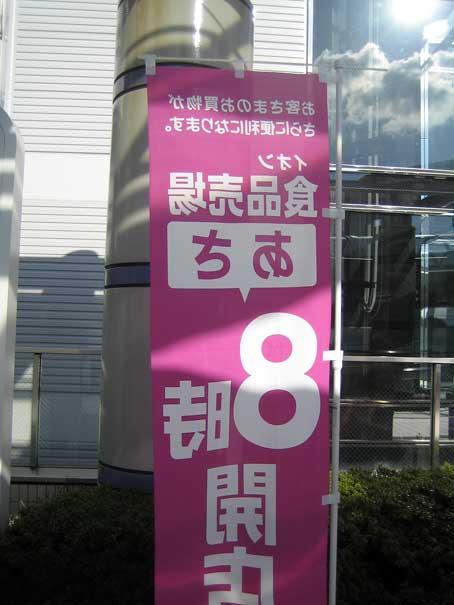 お客さまのお買物が
さらに便利になります。
イオン
食品売場
あさ
8時
開店